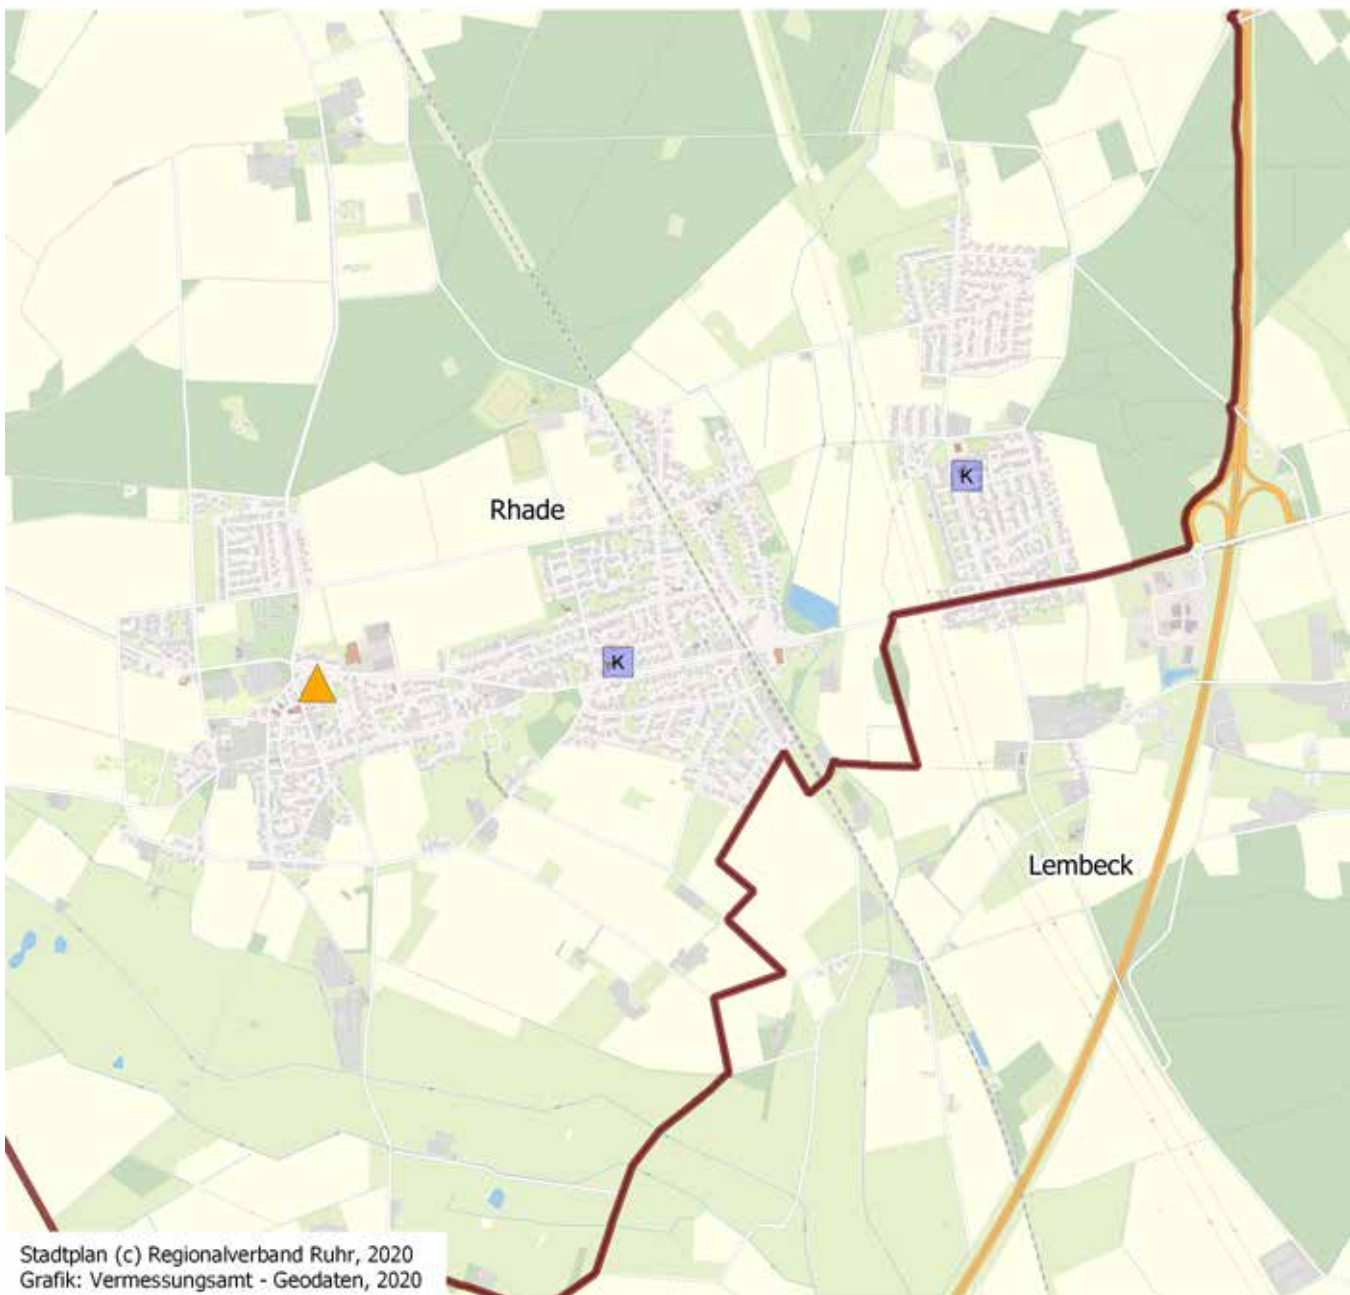 K
Rhade
K
Lembeck
Stadtplan (c) Regionalverband Ruhr, 2020
Grafik: Vermessungsamt - Geodaten, 2020